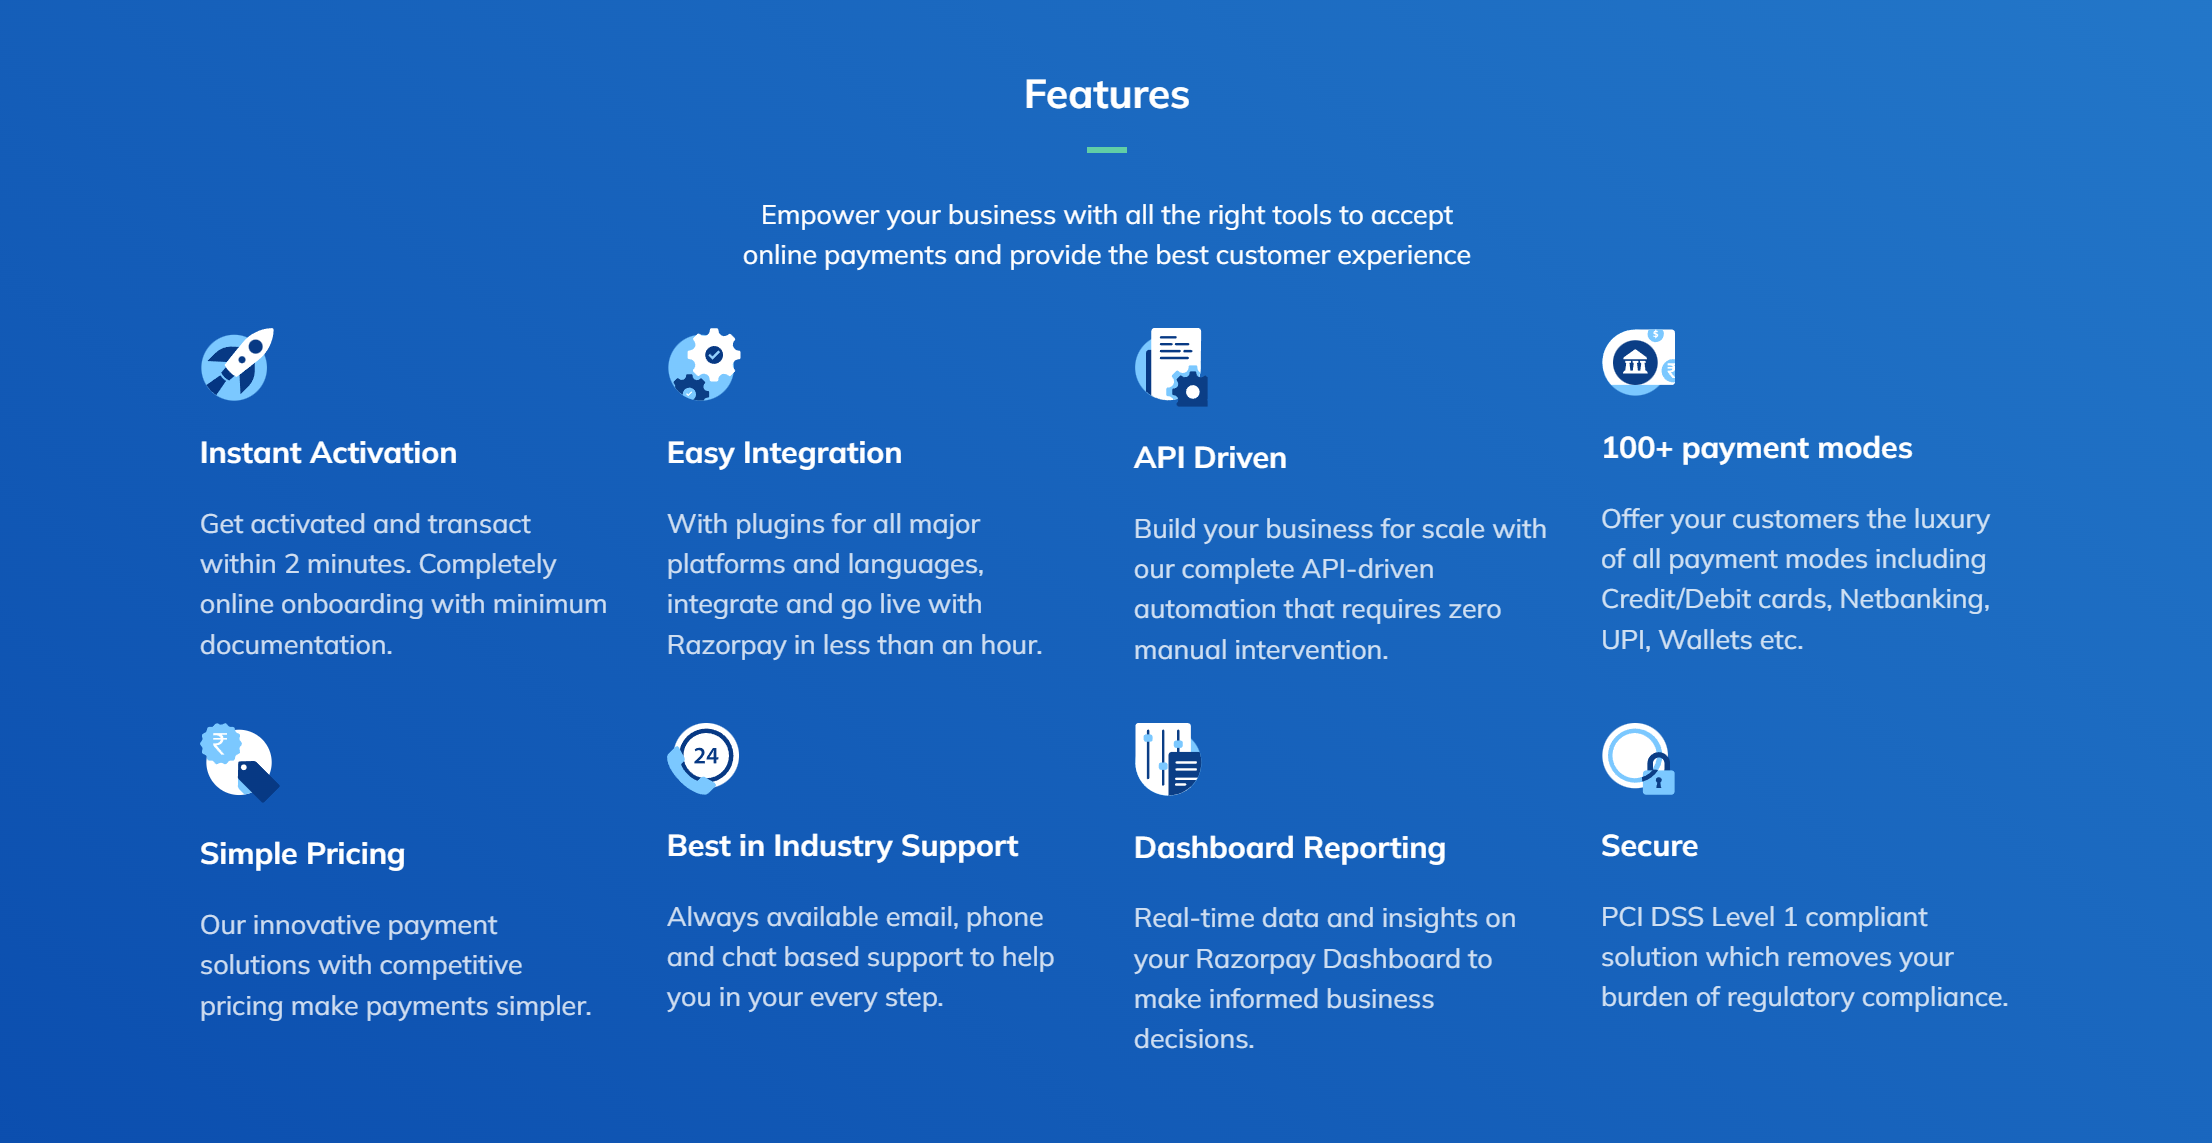 Features
Empower your business with all the right tools to accept
online payments and provide the best customer experience
Instant Activation
Get activated and transact
within 2 minutes. Completely
online onboarding with minimum
documentation.
Easy Integration
With plugins for all major
platforms and languages,
integrate and go live with
Razorpay in less than an hour.
API Driven
Build your business for scale with
our complete API-driven
automation that requires zero
manual intervention.
$
₹
100+ payment modes
Offer your customers the luxury
of all payment modes including
Credit/Debit cards, Netbanking,
UPI, Wallets etc.
₹
Simple Pricing
Our innovative payment
solutions with competitive
pricing make payments simpler.
24
Best in Industry Support
Always available email, phone
and chat based support to help
you in your every step.
Dashboard Reporting
Real-time data and insights on
your Razorpay Dashboard to
make informed business
decisions.
Secure
PCI DSS Level 1 compliant
solution which removes your
burden of regulatory compliance.